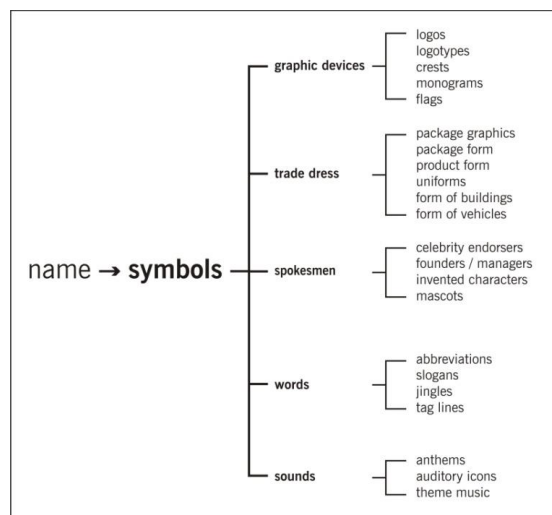 name → symbols
graphic devices
logos
logotypes
crests
monograms
flags
trade dress
package graphics
package form
product form
uniforms
form of buildings
form of vehicles
spokesmen
celebrity endorsers
founders / managers
invented characters
mascots
words
abbreviations
slogans
jingles
tag lines
sounds
anthems
auditory icons
theme music